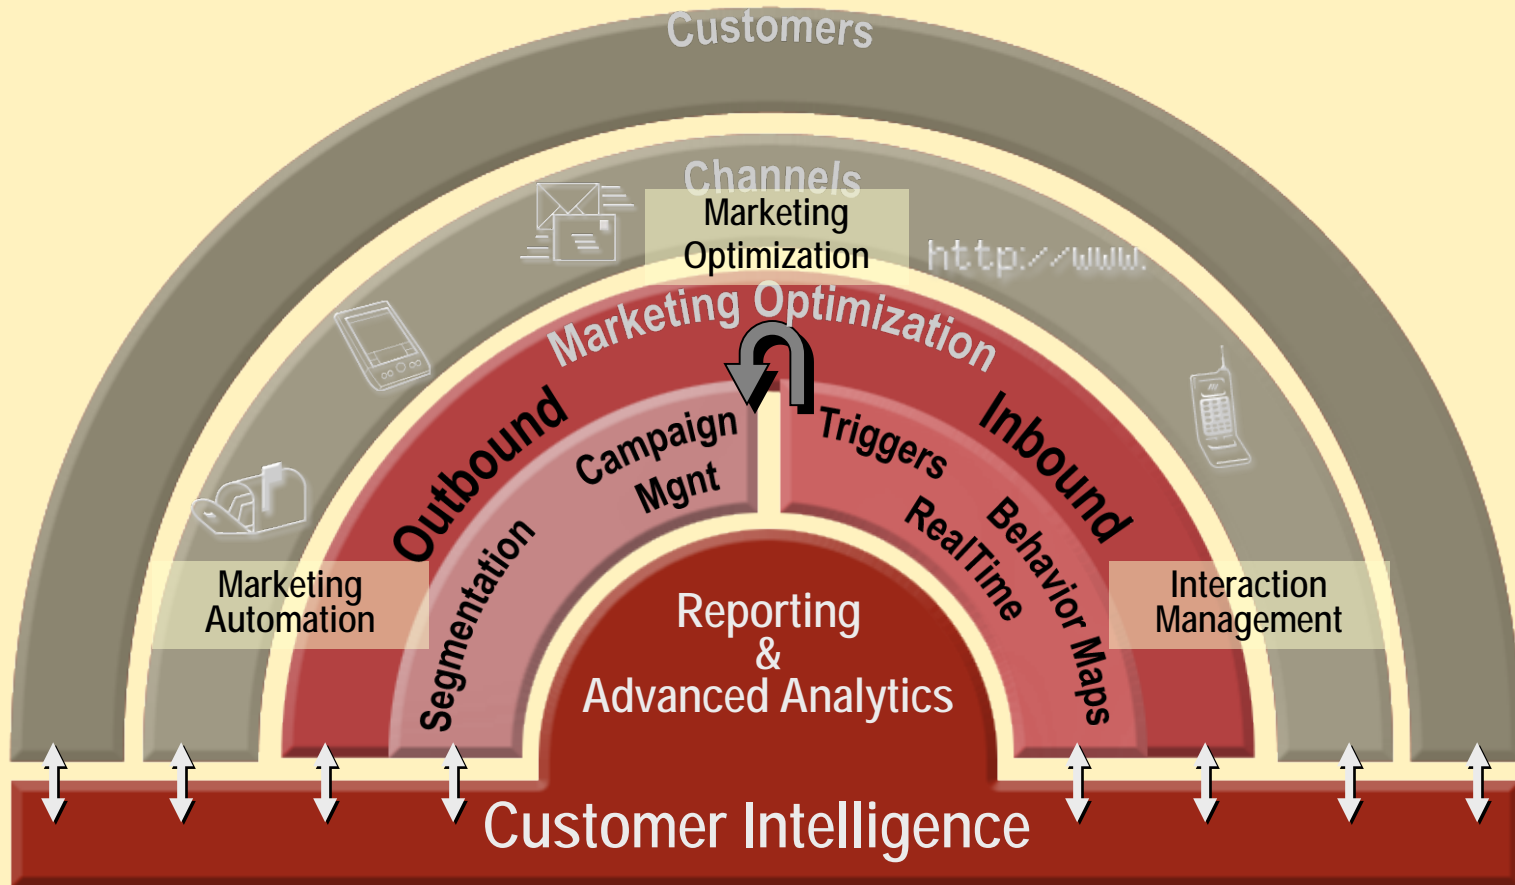 Customers
Channels
Marketing
Optimization
http://www.
Marketing Optimization
Outbound
Inbound
Campaign
Mgnt
Segmentation
Triggers
RealTime
Behavior Maps
Marketing
Automation
Interaction
Management
Reporting
&
Advanced Analytics
Customer Intelligence